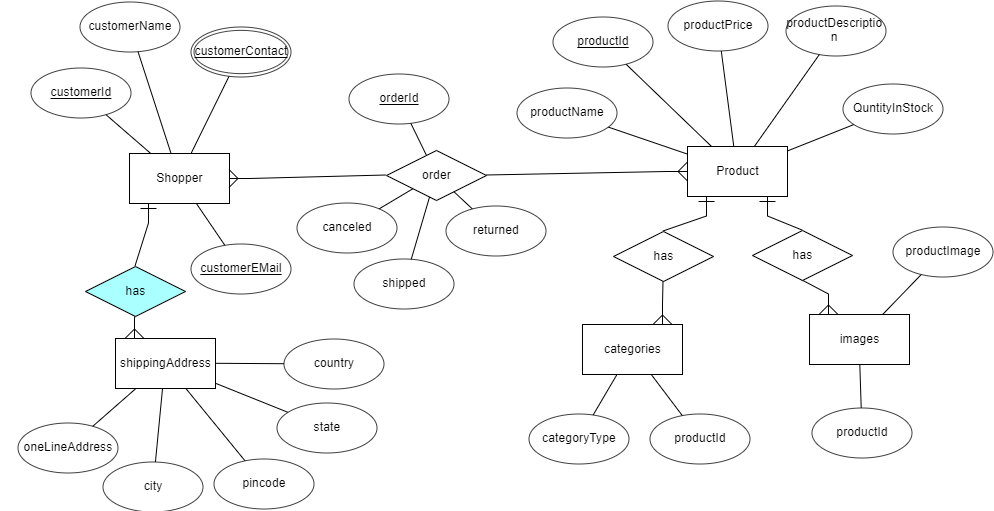 customerName
customerContact
customerId
orderId
productId
productPrice
productDescriptio
n
productName
QuntityInStock
Shopper
order
Product
canceled
shipped
returned
customerEMail
has
has
has
productImage
shippingAddress
country
categories
images
state
oneLineAddress
city
pincode
categoryType
productId
productId